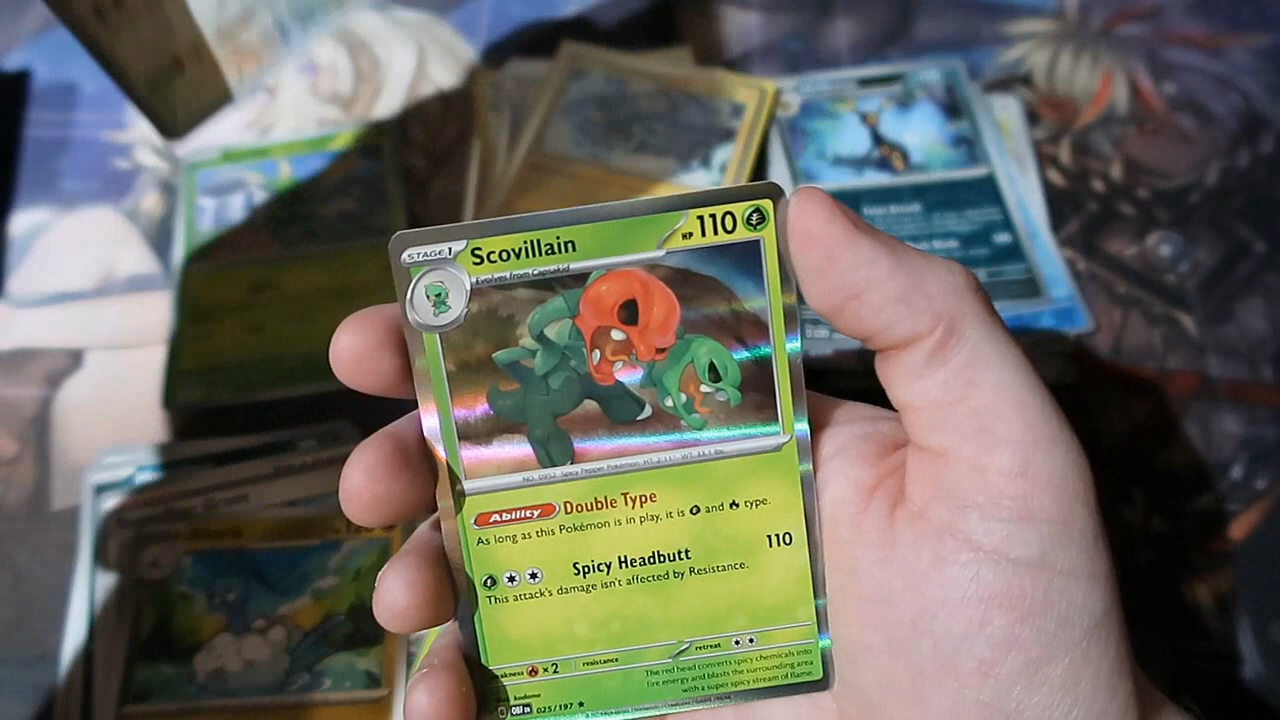 STAGE 1 Scovillain HP 110
Evolves from Capsakid
NO. 0952 Spicy Pepper Pokémon HT: 2'11" WT: 33.1 lbs.
Ability Double Type
As long as this Pokémon is in play, it is and type.
Spicy Headbutt 110
This attack's damage isn't affected by Resistance.
weakness ×2 resistance retreat
The red head converts spicy chemicals into
fire energy and blasts the surrounding area
with a super spicy stream of flame.
kodama
OBF EN 025/197 ★